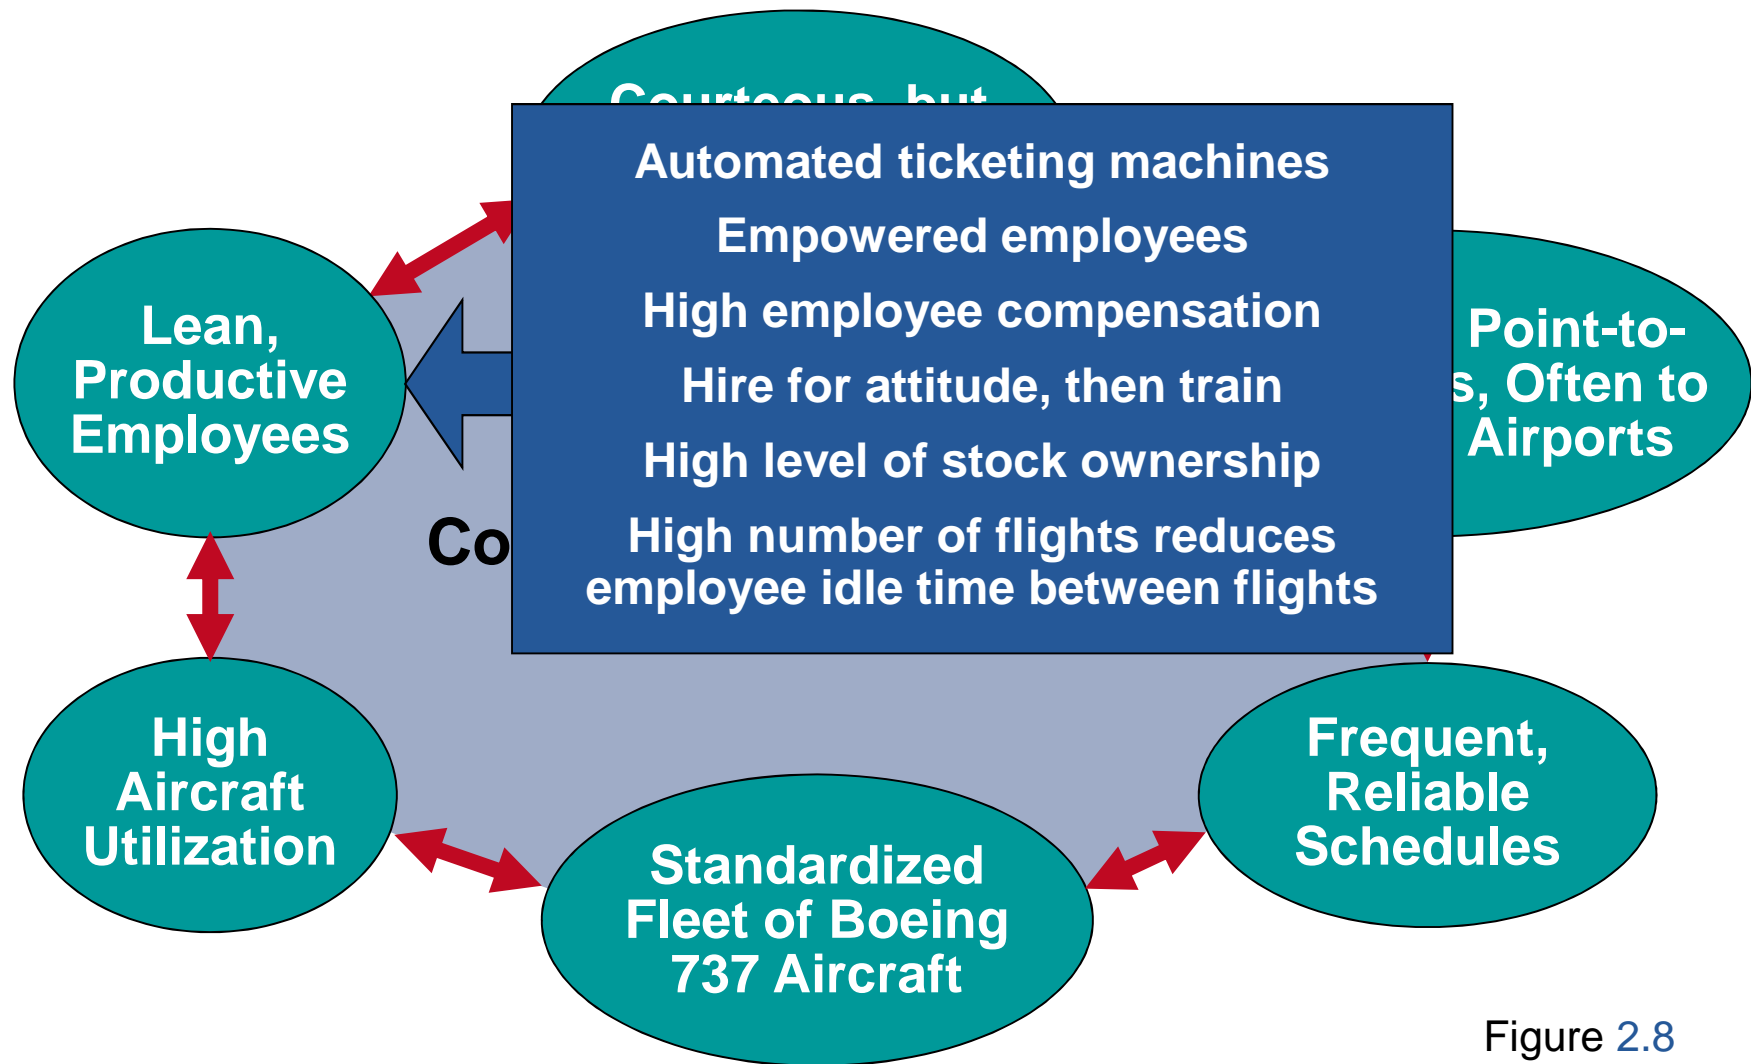 Courteous, but
Automated ticketing machines
Empowered employees
High employee compensation
Hire for attitude, then train
High level of stock ownership
High number of flights reduces
employee idle time between flights
Lean,
Productive
Employees
Point-to-
s, Often to
Airports
Co
High
Aircraft
Utilization
Standardized
Fleet of Boeing
737 Aircraft
Frequent,
Reliable
Schedules
Figure 2.8